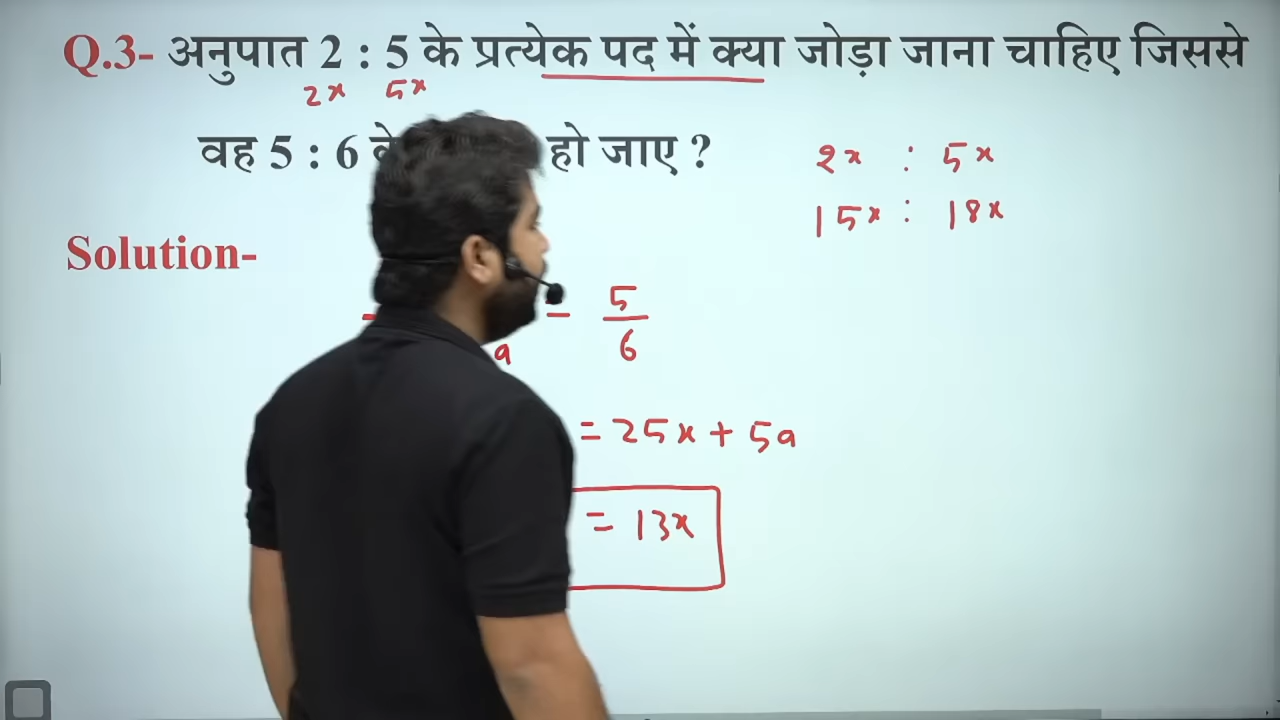 Q.3- अनुपात 2 : 5 के प्रत्येक पद में क्या जोड़ा जाना चाहिए जिससे
2x 5x
वह 5 : 6 हो जाए ?
2x : 5x
15x : 18x
Solution-
= 5/6
a
= 25x + 5a
= 13x